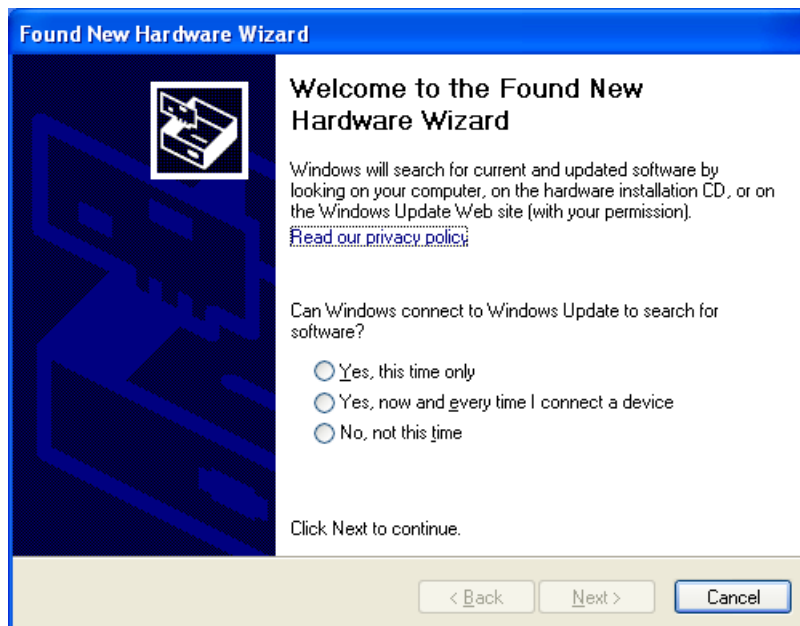 Found New Hardware Wizard
Welcome to the Found New
Hardware Wizard
Windows will search for current and updated software by
looking on your computer, on the hardware installation CD, or on
the Windows Update Web site (with your permission).
Read our privacy policy
Can Windows connect to Windows Update to search for
software?
Yes, this time only
Yes, now and every time I connect a device
No, not this time
Click Next to continue.
< Back
Next >
Cancel